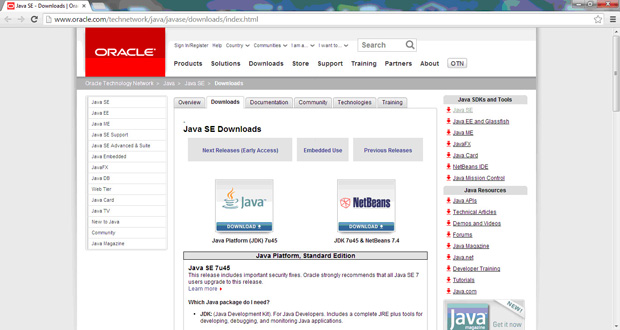 Java SE - Downloads | Ora
www.oracle.com/technetwork/java/javase/downloads/index.html
ORACLE
Sign In/Register Help Country Communities I am a... I want to... Search
Products Solutions Downloads Store Support Training Partners About OTN
Oracle Technology Network > Java > Java SE > Downloads
Java SE
Java EE
Java ME
Java SE Support
Java SE Advanced & Suite
Java Embedded
JavaFX
Java DB
Web Tier
Java Card
Java TV
New to Java
Community
Java Magazine
Overview Downloads Documentation Community Technologies Training
Java SE Downloads
Next Releases (Early Access) Embedded Use Previous Releases
Java
DOWNLOAD
Java Platform (JDK) 7u45
NetBeans
DOWNLOAD
JDK 7u45 & NetBeans 7.4
Java Platform, Standard Edition
Java SE 7u45
This release includes important security fixes. Oracle strongly recommends that all Java SE 7
users upgrade to this release.
Learn more
Which Java package do I need?
• JDK: (Java Development Kit). For Java Developers. Includes a complete JRE plus tools for
developing, debugging, and monitoring Java applications.
Java SDKs and Tools
Java SE
Java EE and Glassfish
Java ME
JavaFX
Java Card
NetBeans IDE
Java Mission Control
Java Resources
Java APIs
Technical Articles
Demos and Videos
Forums
Java Magazine
Java.net
Developer Training
Tutorials
Java.com
NEW!
Java
magazine
Get it now